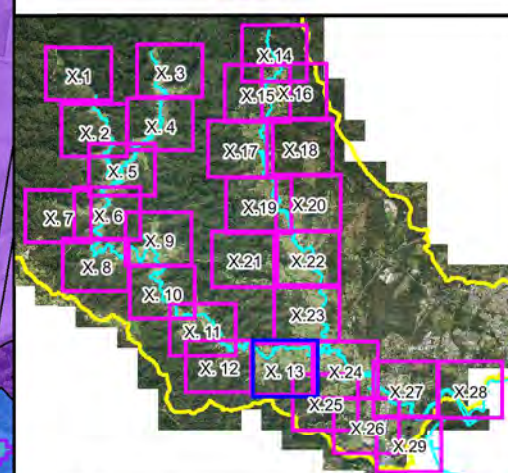 X.14
X.1
X. 3
X.15
X.16
X. 2
X. 4
X.17
X.18
X. 5
X. 7
X. 6
X.19
X.20
X. 9
X. 8
X.21
X.22
X. 10
X. 11
X.23
X. 12
X. 13
X.24
X.27
X.28
X.25
X.26
X.29